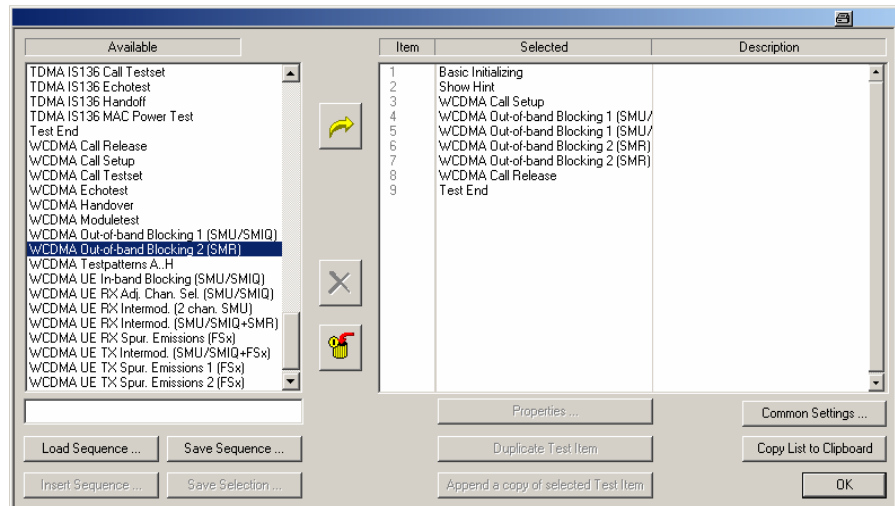 Available
TDMA IS136 Call Testset
TDMA IS136 Echotest
TDMA IS136 Handoff
TDMA IS136 MAC Power Test
Test End
WCDMA Call Release
WCDMA Call Setup
WCDMA Call Testset
WCDMA Echotest
WCDMA Handover
WCDMA Moduletest
WCDMA Out-of-band Blocking 1 (SMU/SMIQ)
WCDMA Out-of-band Blocking 2 (SMR)
WCDMA Testpatterns A..H
WCDMA UE In-band Blocking (SMU/SMIQ)
WCDMA UE RX Adj. Chan. Sel. (SMU/SMIQ)
WCDMA UE RX Intermod. (2 chan. SMU)
WCDMA UE RX Intermod. (SMU/SMIQ+SMR)
WCDMA UE RX Spur. Emissions (FSx)
WCDMA UE TX Intermod. (SMU/SMIQ+FSx)
WCDMA UE TX Spur. Emissions 1 (FSx)
WCDMA UE TX Spur. Emissions 2 (FSx)
Load Sequence ...
Save Sequence ...
Insert Sequence ...
Save Selection ...
Item Selected Description
1 Basic Initializing
2 Show Hint
3 WCDMA Call Setup
4 WCDMA Out-of-band Blocking 1 (SMU/
5 WCDMA Out-of-band Blocking 1 (SMU/
6 WCDMA Out-of-band Blocking 2 (SMR)
7 WCDMA Out-of-band Blocking 2 (SMR)
8 WCDMA Call Release
9 Test End
Properties ...
Common Settings ...
Duplicate Test Item
Copy List to Clipboard
Append a copy of selected Test Item
OK